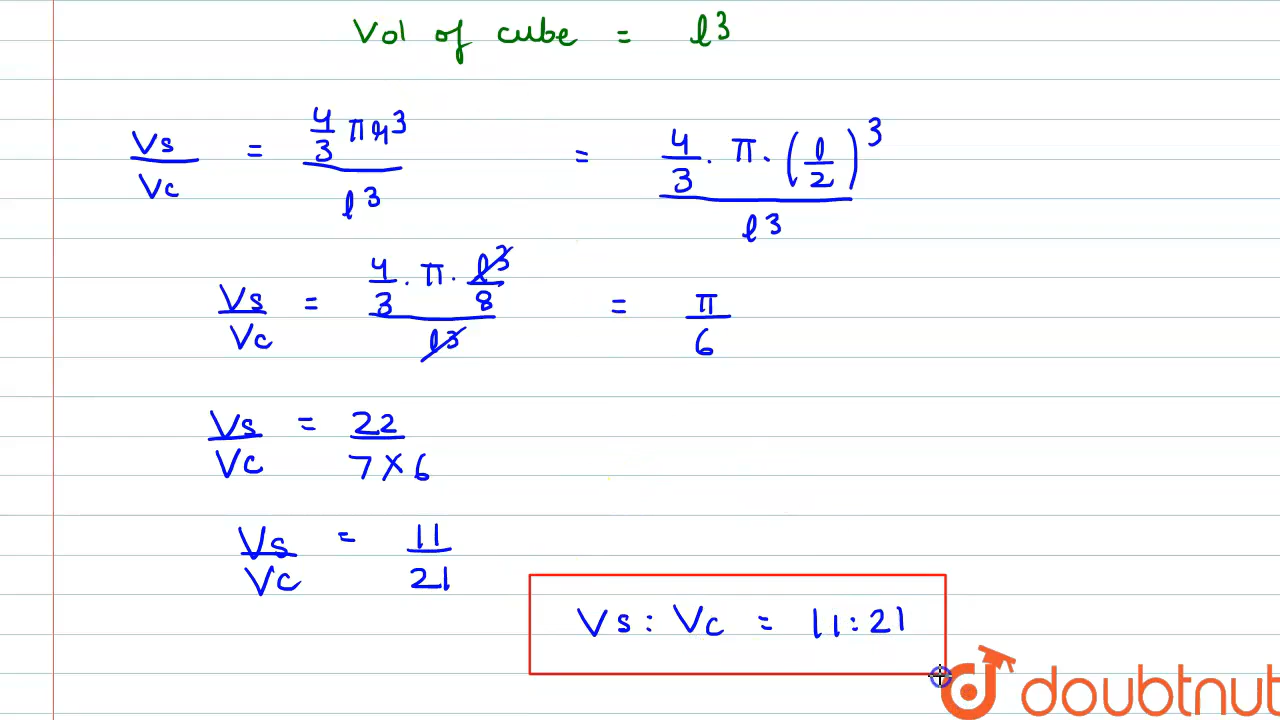 Vol of cube = l³
Vs/Vc = (4/3 πr³)/l³ = (4/3 · π · (l/2)³)/l³
Vs/Vc = (4/3 · π · l³/8)/l³ = π/6
Vs/Vc = 22/(7×6)
Vs/Vc = 11/21
Vs : Vc = 11:21
doubtnut